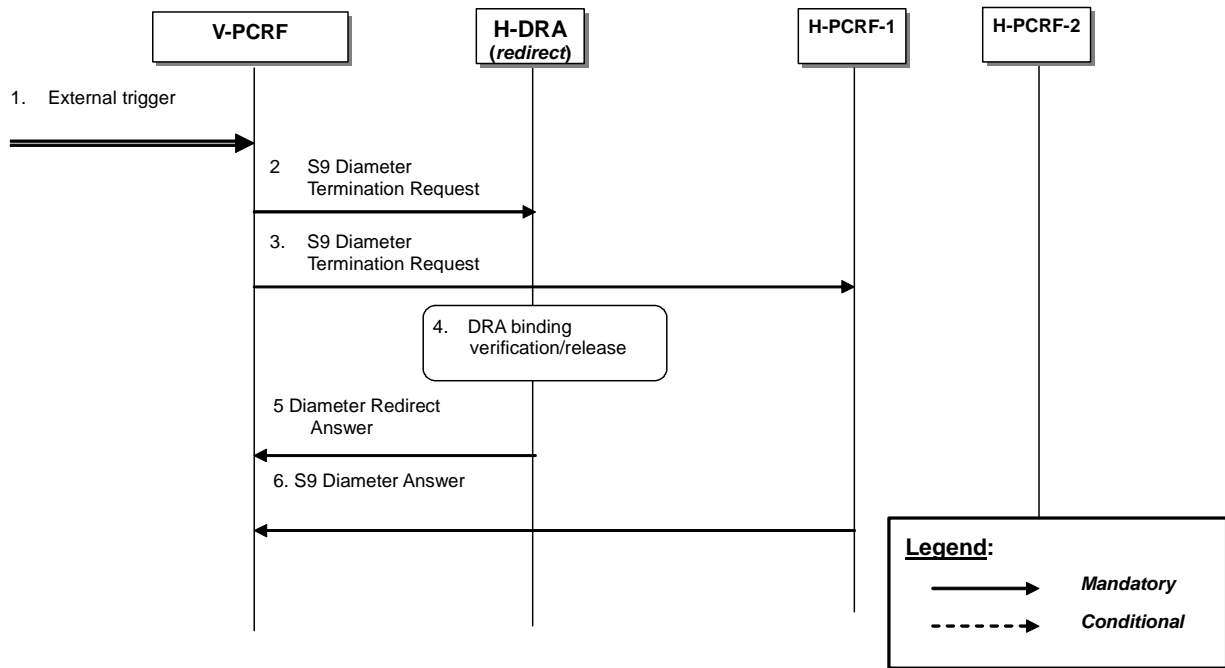 V-PCRF
H-DRA
(redirect)
H-PCRF-1
H-PCRF-2
1. External trigger
2 S9 Diameter
Termination Request
3. S9 Diameter
Termination Request
4. DRA binding
verification/release
5 Diameter Redirect
Answer
6. S9 Diameter Answer
Legend:
Mandatory
Conditional